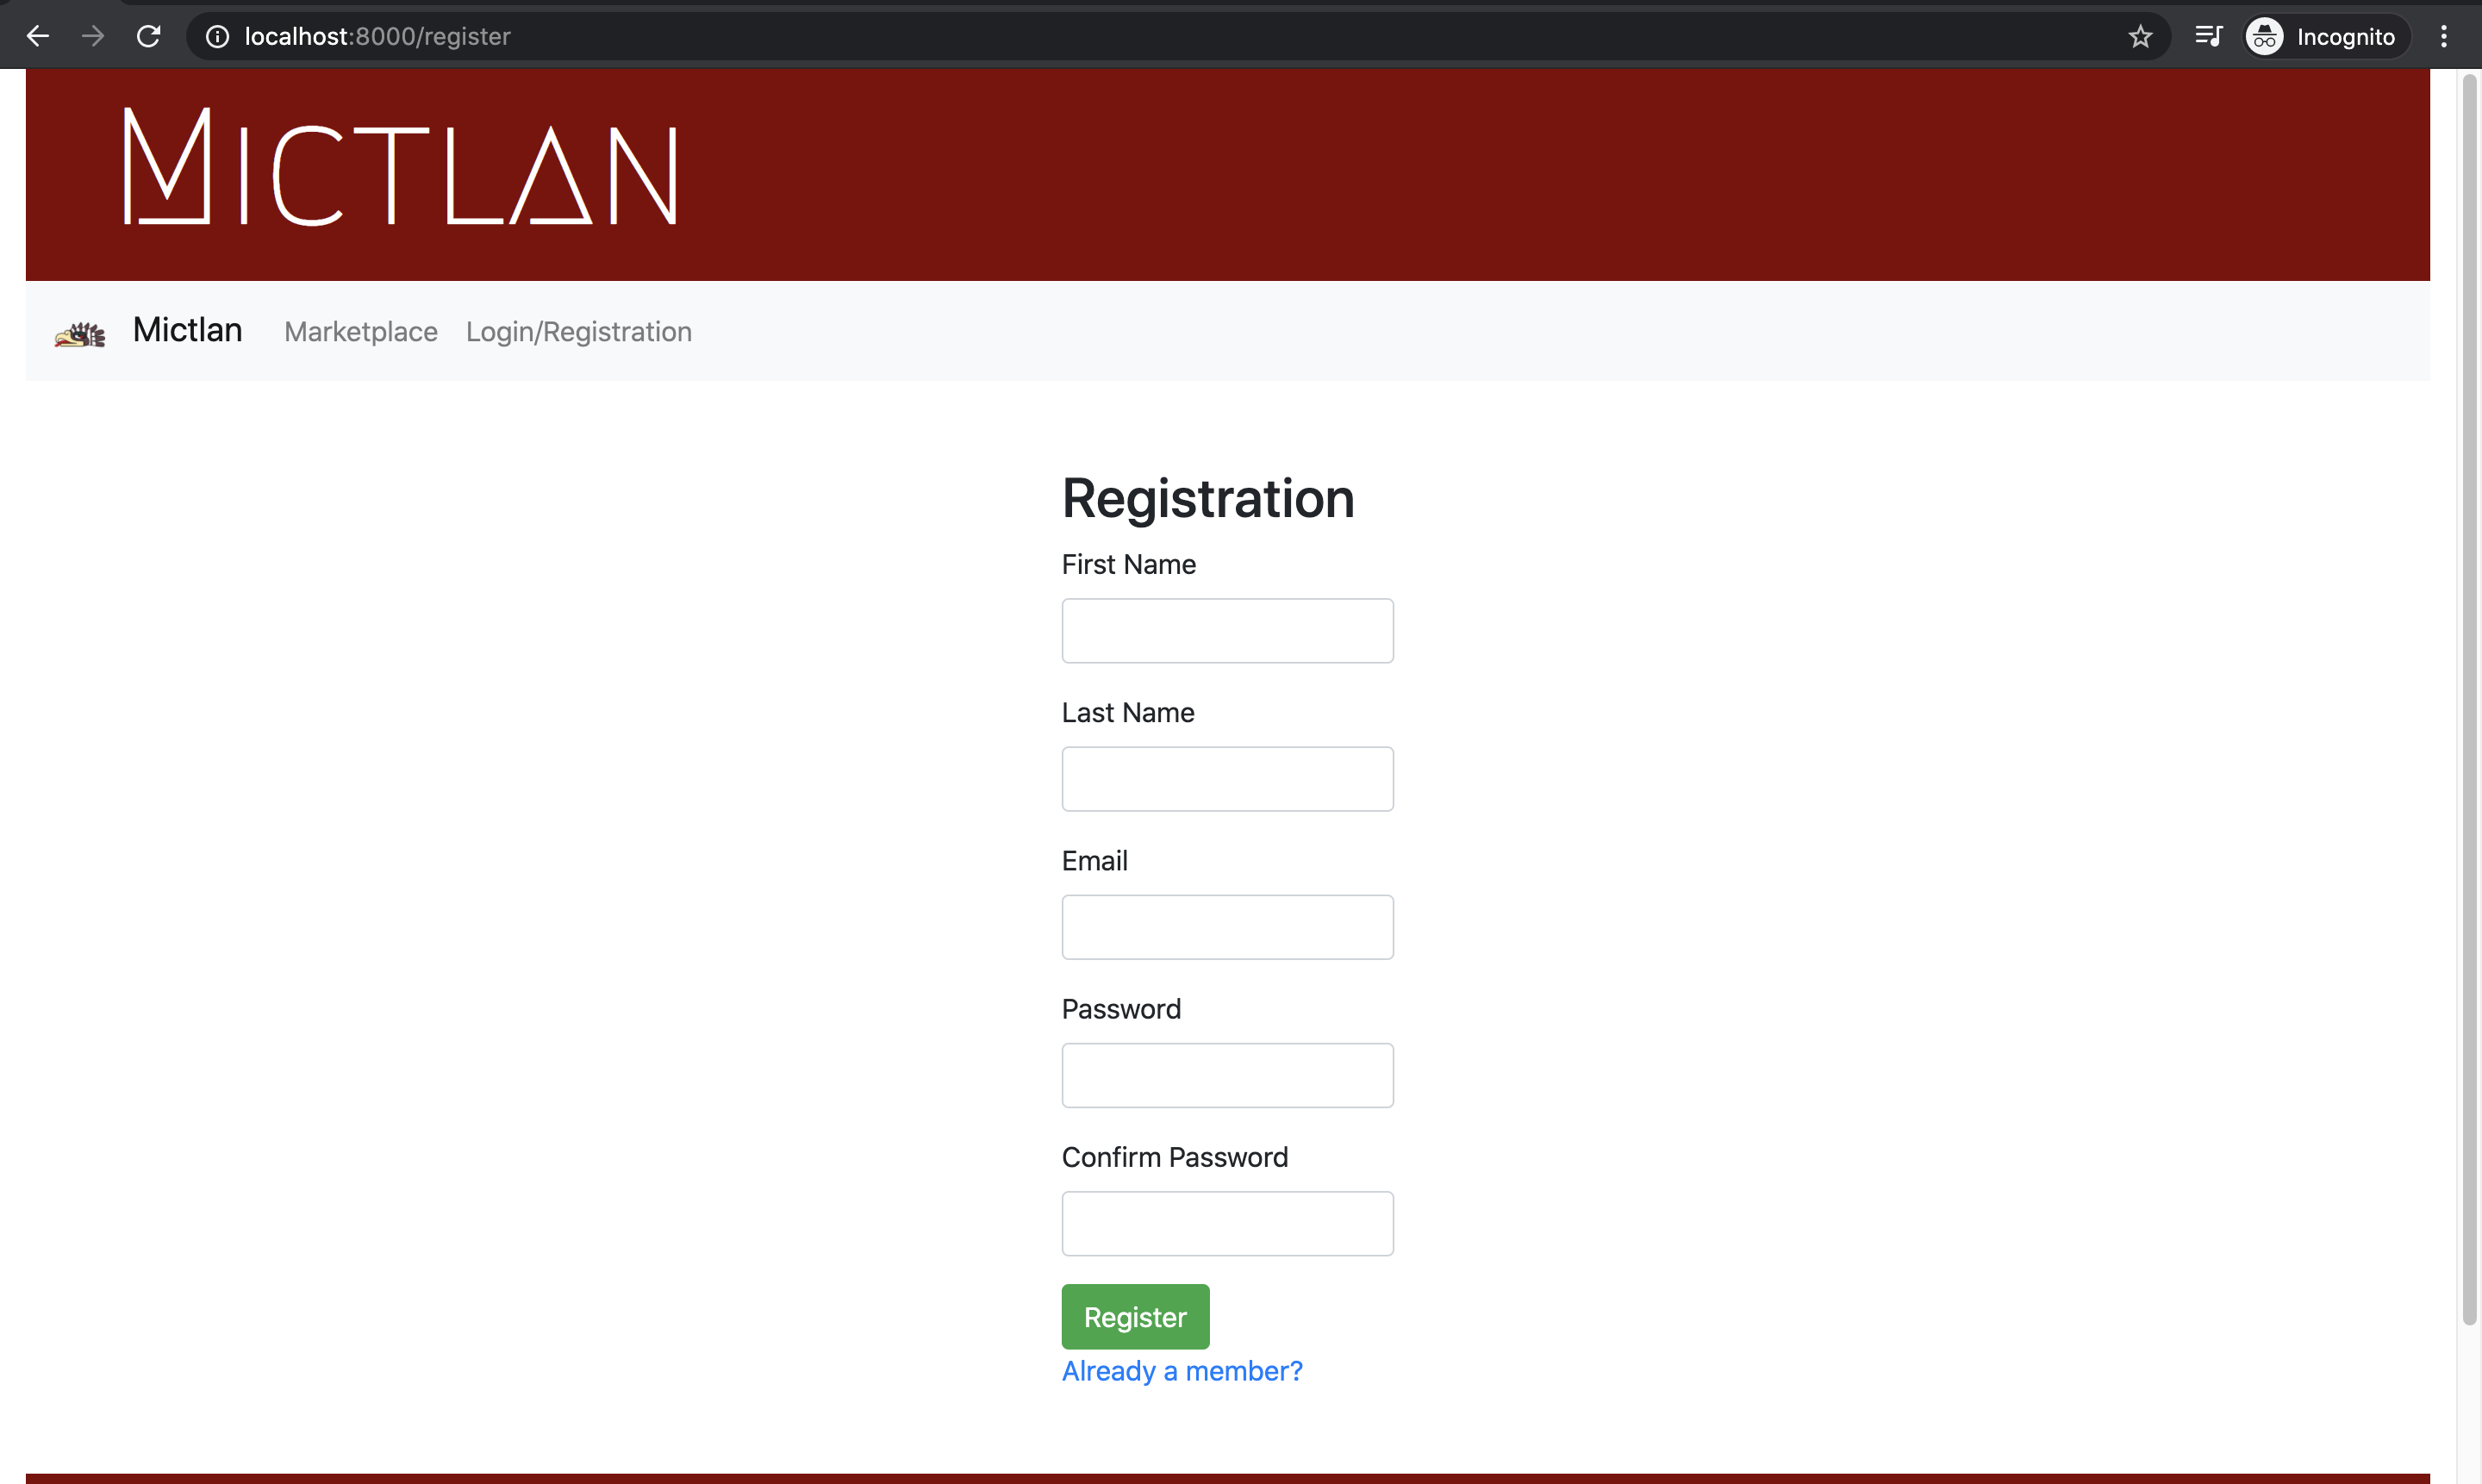 localhost:8000/register
Incognito
MICTLAN
Mictlan Marketplace Login/Registration
Registration
First Name
Last Name
Email
Password
Confirm Password
Register
Already a member?